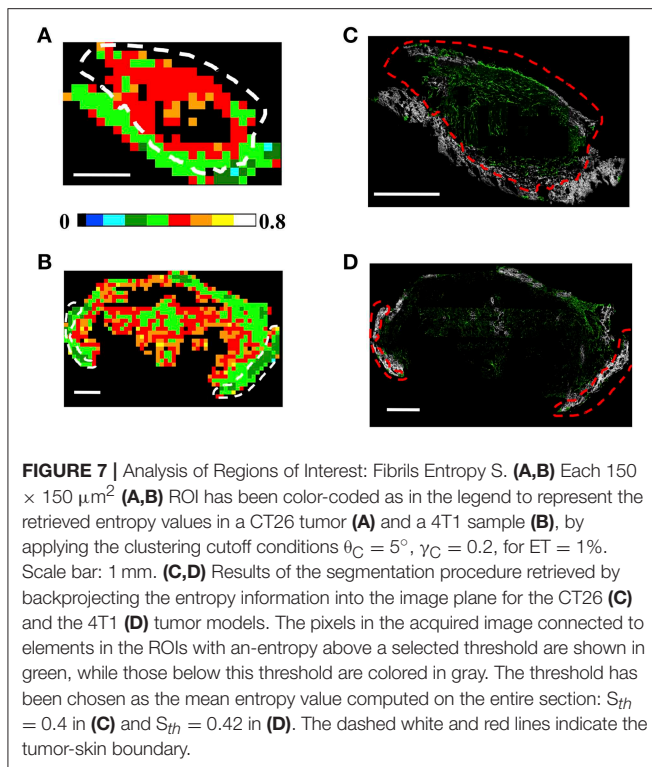 A
C
0
0.8
B
D
FIGURE 7 | Analysis of Regions of Interest: Fibrils Entropy S. (A,B) Each 150
× 150 μm² (A,B) ROI has been color-coded as in the legend to represent the
retrieved entropy values in a CT26 tumor (A) and a 4T1 sample (B), by
applying the clustering cutoff conditions θC = 5°, γC = 0.2, for ET = 1%.
Scale bar: 1 mm. (C,D) Results of the segmentation procedure retrieved by
backprojecting the entropy information into the image plane for the CT26 (C)
and the 4T1 (D) tumor models. The pixels in the acquired image connected to
elements in the ROIs with an-entropy above a selected threshold are shown in
green, while those below this threshold are colored in gray. The threshold has
been chosen as the mean entropy value computed on the entire section: Sth
= 0.4 in (C) and Sth = 0.42 in (D). The dashed white and red lines indicate the
tumor-skin boundary.